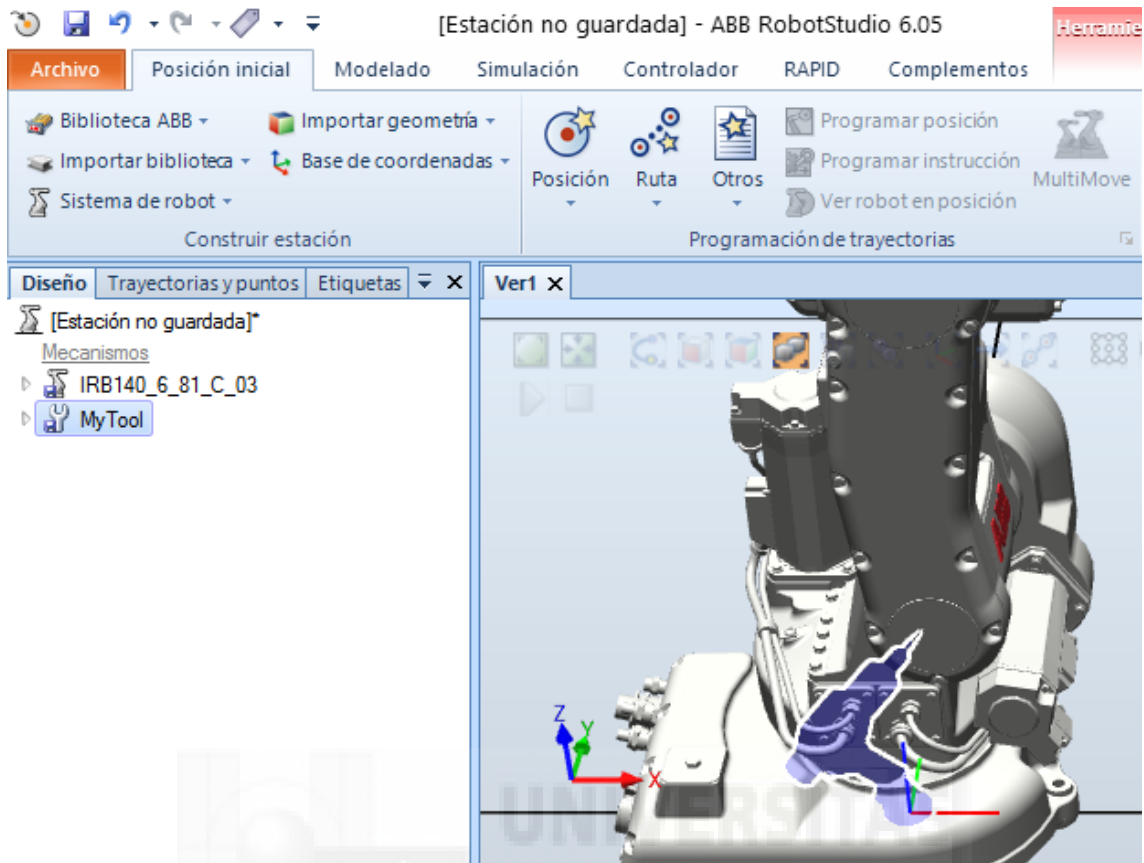 [Estación no guardada] - ABB RobotStudio 6.05
Herramie
Archivo Posición inicial Modelado Simulación Controlador RAPID Complementos
Biblioteca ABB Importar geometría
Importar biblioteca Base de coordenadas
Sistema de robot
Construir estación
Posición Ruta Otros
Programar posición
Programar instrucción
Ver robot en posición
MultiMove
Programación de trayectorias
Diseño Trayectorias y puntos Etiquetas
Ver1
[Estación no guardada]*
Mecanismos
IRB140_6_81_C_03
MyTool
Z
Y
X
UNIVERSITAS